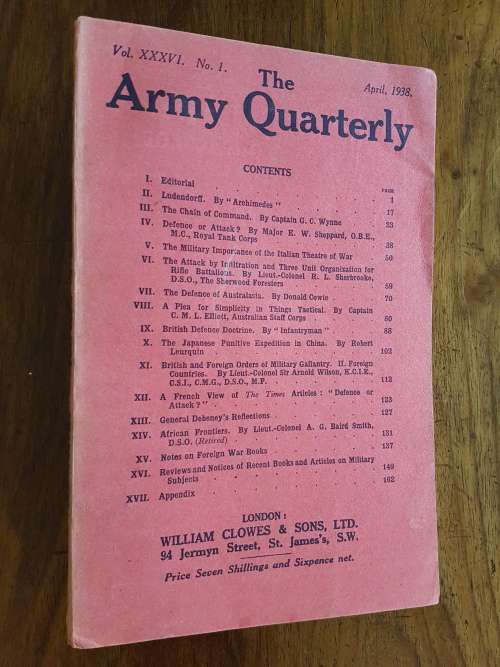 Vol. XXXVI. No. 1.
April, 1938.
The
Army Quarterly
CONTENTS
PAGE
I. Editorial . . . . . . . 1
II. Ludendorff. By "Archimedes" . . . . 17
III. The Chain of Command. By Captain G. C. Wynne . 23
IV. Defence or Attack? By Major E. W. Sheppard, O.B.E.,
M.C., Royal Tank Corps . . . . . 38
V. The Military Importance of the Italian Theatre of War . 50
VI. The Attack by Infiltration and Three Unit Organization for
Rifle Battalions. By Lieut.-Colonel R. L. Sherbrooke,
D.S.O., The Sherwood Foresters . . . . 59
VII. The Defence of Australasia. By Donald Cowie . . 70
VIII. A Plea for Simplicity in Things Tactical. By Captain
C. M. L. Elliott, Australian Staff Corps . . . 80
IX. British Defence Doctrine. By "Infantryman" . . 88
X. The Japanese Punitive Expedition in China. By Robert
Leurquin . . . . . . . 102
XI. British and Foreign Orders of Military Gallantry. II. Foreign
Countries. By Lieut.-Colonel Sir Arnold Wilson, K.C.I.E.,
C.S.I., C.M.G., D.S.O., M.P. . . . . 112
XII. A French View of The Times Articles: "Defence or
Attack?" . . . . . . . 123
XIII. General Debeney's Reflections . . . . 127
XIV. African Frontiers. By Lieut.-Colonel A. G. Baird Smith,
D.S.O. (Retired) . . . . . . 131
XV. Notes on Foreign War Books . . . . 137
XVI. Reviews and Notices of Recent Books and Articles on Military
Subjects . . . . . . . 149
XVII. Appendix . . . . . . . 162
LONDON:
WILLIAM CLOWES & SONS, LTD.
94 Jermyn Street, St. James's, S.W.
Price Seven Shillings and Sixpence net.